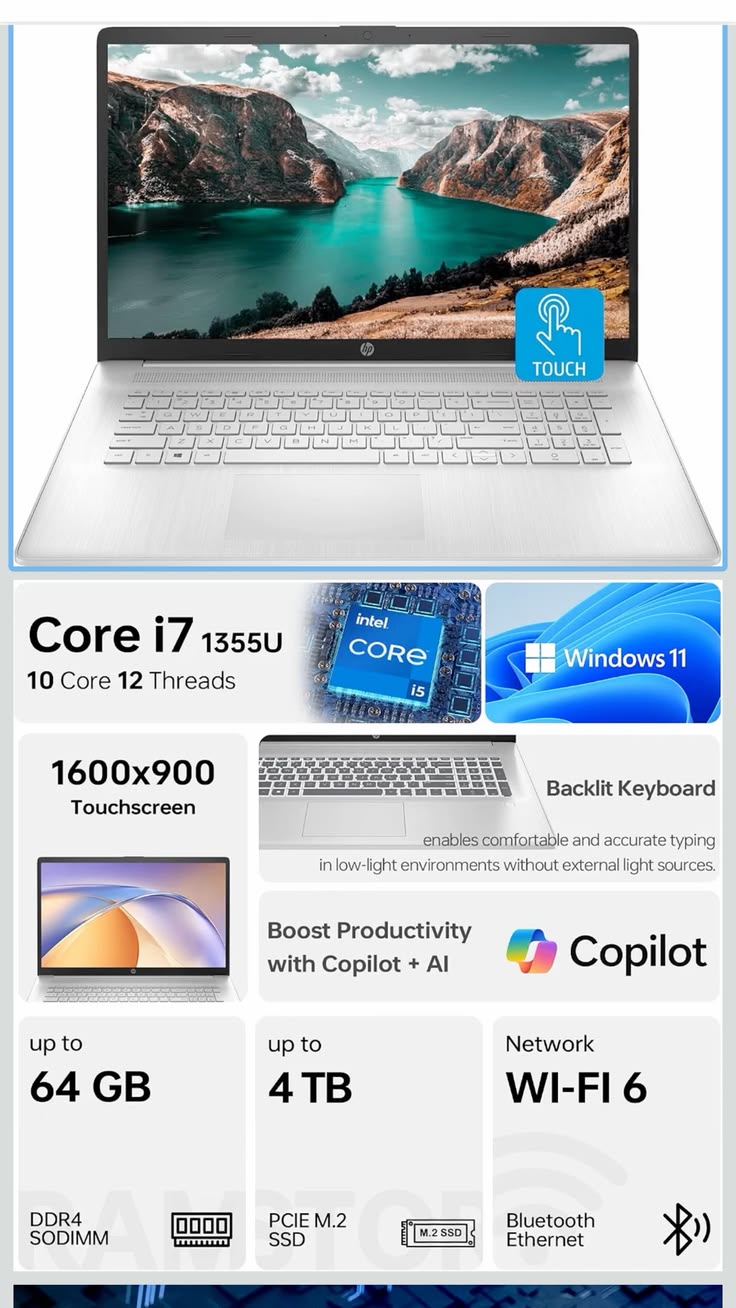 hp
TOUCH
Core i7 1355U
10 Core 12 Threads
intel.
CORE
i5
Windows 11
1600x900
Touchscreen
Backlit Keyboard
enables comfortable and accurate typing
in low-light environments without external light sources.
Boost Productivity
with Copilot + AI
Copilot
up to
64 GB
DDR4
SODIMM
up to
4 TB
PCIE M.2
SSD
M.2 SSD
Network
WI-FI 6
Bluetooth
Ethernet